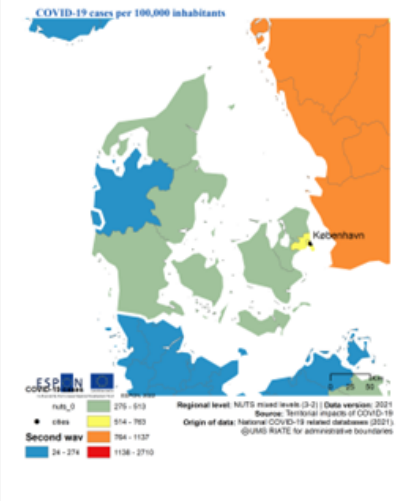 COVID-19 cases per 100,000 inhabitants
København
ESPON
25 50
nuts_0
cities
Second wav
24 - 274
275 - 513
514 - 763
764 - 1137
1138 - 2710
Regional level: NUTS mixed levels (3-2) | Data version: 2021
Source: Territorial impacts of COVID-19
Origin of data: National COVID-19 related databases (2021)
@UMS RIATE for administrative boundaries